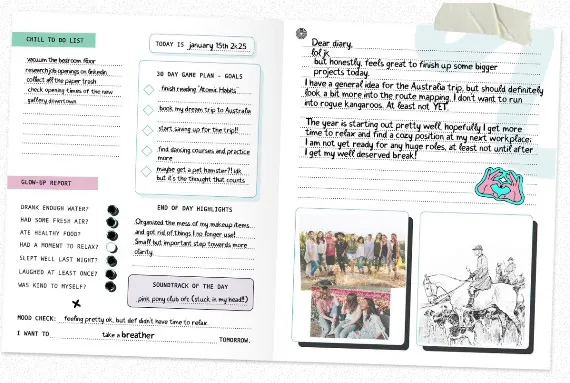 CHILL TO DO LIST
vacuum the bedroom floor
research job openings on linkedin
collect all the paper trash
check opening times of the new
gallery downtown
GLOW-UP REPORT
DRANK ENOUGH WATER?
HAD SOME FRESH AIR?
ATE HEALTHY FOOD?
HAD A MOMENT TO RELAX?
SLEPT WELL LAST NIGHT?
LAUGHED AT LEAST ONCE?
WAS KIND TO MYSELF?
TODAY IS january 15th 2k25
30 DAY GAME PLAN - GOALS
finish reading "Atomic Habits"
book my dream trip to Australia
start saving up for the trip!!
find dancing courses and practice
more
maybe get a pet hamster?! idk
but it's the thought that counts
END OF DAY HIGHLIGHTS
Organized the mess of my makeup items
and got rid of things I no longer use!
Small but important step towards more
clarity.
SOUNDTRACK OF THE DAY
pink pony club ofc (stuck in my head!!)
MOOD CHECK: feeling pretty ok, but def didn't have time to relax
I WANT TO take a breather TOMORROW.
Dear diary,
lol jk
but honestly, feels great to finish up some bigger
projects today.
I have a general idea for the Australia trip, but should definitely
look a bit more into the route mapping. I don't want to run
into rogue kangaroos. At least not YET.
The year is starting out pretty well, hopefully I get more
time to relax and find a cozy position at my next workplace.
I am not yet ready for any huge roles, at least not until after
I get my well deserved break!